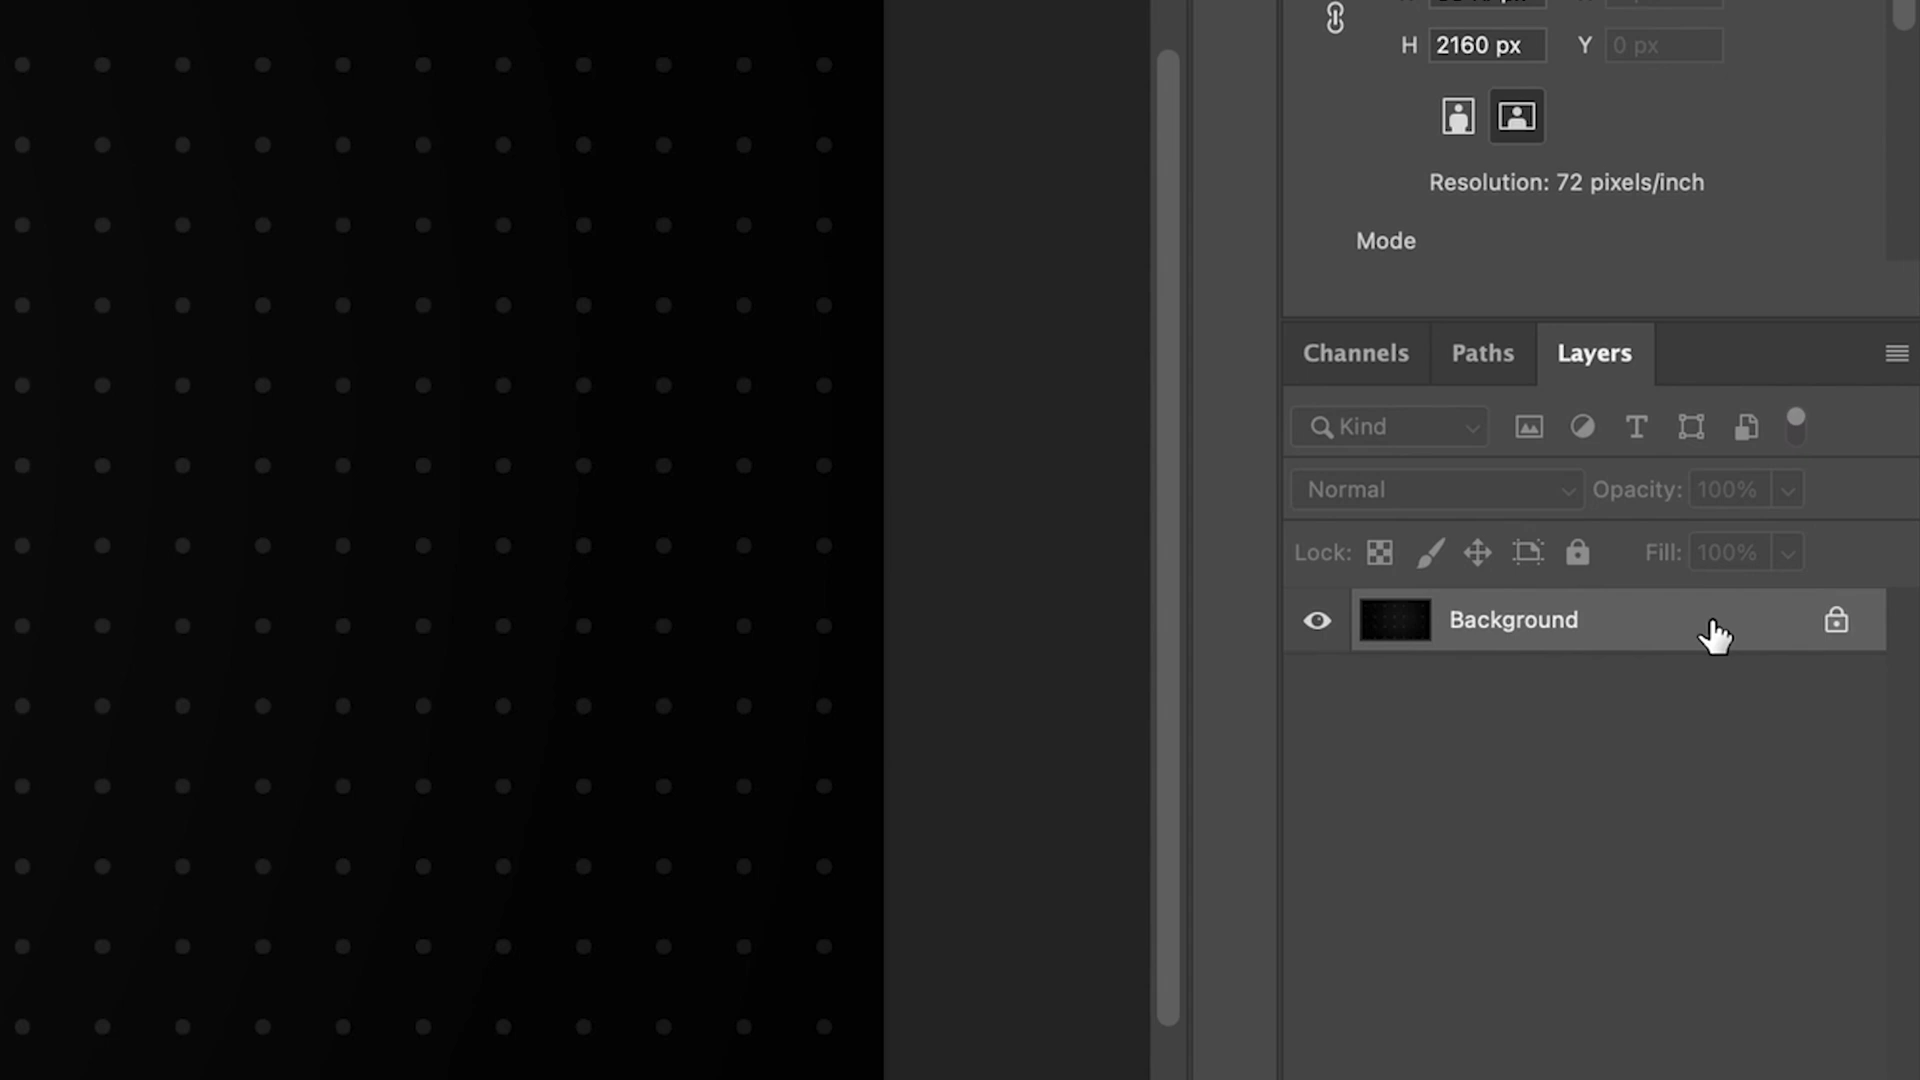 H 2160 px Y 0 px
Resolution: 72 pixels/inch
Mode
Channels Paths Layers
Kind
Normal Opacity: 100%
Lock: Fill: 100%
Background